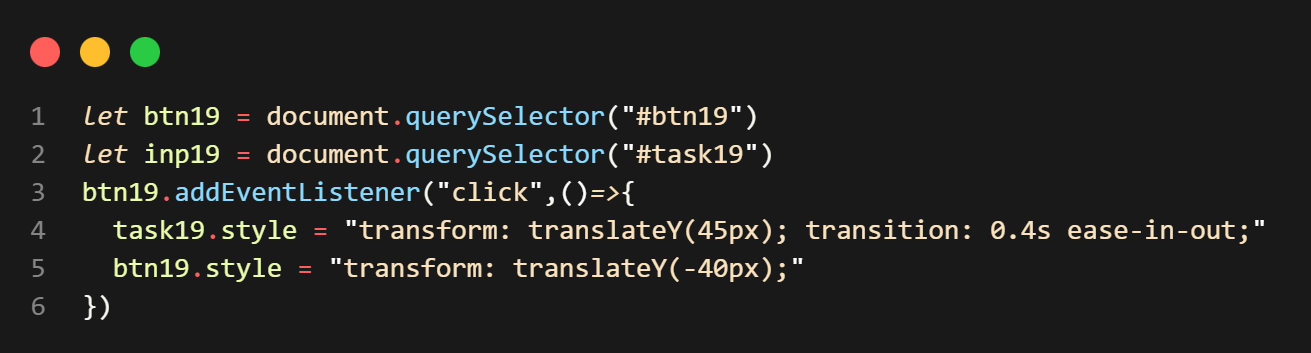 1 let btn19 = document.querySelector("#btn19")
2 let inp19 = document.querySelector("#task19")
3 btn19.addEventListener("click",()=>{
4   task19.style = "transform: translateY(45px); transition: 0.4s ease-in-out;"
5   btn19.style = "transform: translateY(-40px);"
6 })